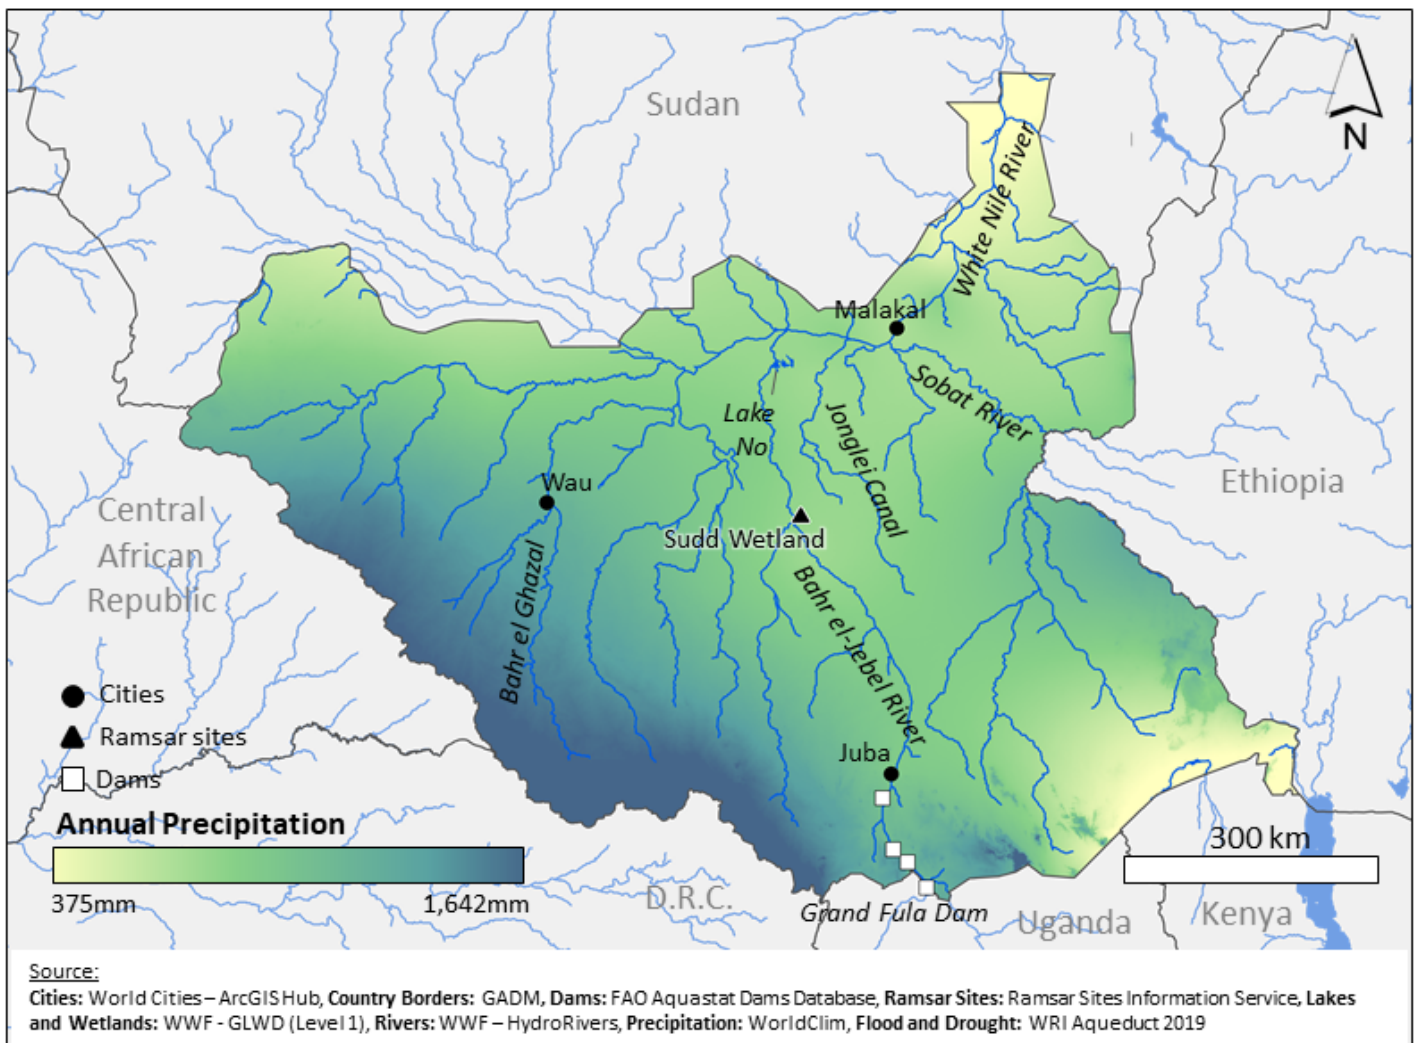 Sudan
N
White Nile River
Malakal
Sobat River
Lake
No
Jonglei Canal
Ethiopia
Wau
Central
African
Republic
Sudd Wetland
Bahr el Ghazal
Bahr el-Jebel River
Cities
Ramsar sites
Juba
Dams
Annual Precipitation
300 km
375mm
1,642mm
D.R.C.
Grand Fula Dam
Uganda
Kenya
Source:
Cities: World Cities – ArcGIS Hub, Country Borders: GADM, Dams: FAO Aquastat Dams Database, Ramsar Sites: Ramsar Sites Information Service, Lakes
and Wetlands: WWF - GLWD (Level 1), Rivers: WWF – HydroRivers, Precipitation: WorldClim, Flood and Drought: WRI Aqueduct 2019